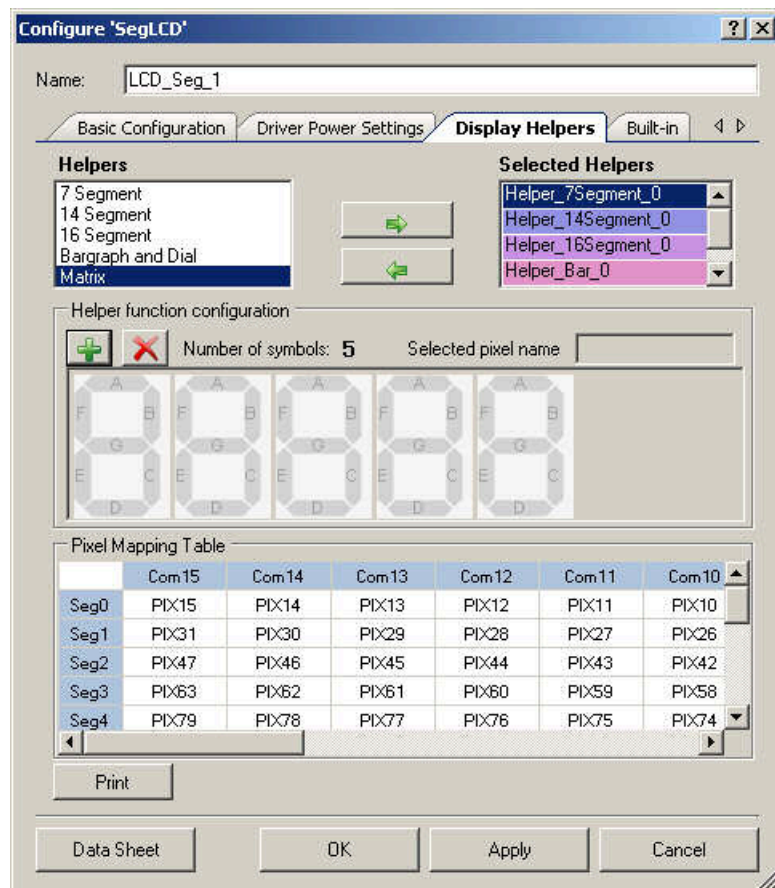 Configure 'SegLCD'
Name: LCD_Seg_1
Basic Configuration Driver Power Settings Display Helpers Built-in
Helpers Selected Helpers
7 Segment Helper_7Segment_0
14 Segment Helper_14Segment_0
16 Segment Helper_16Segment_0
Bargraph and Dial Helper_Bar_0
Matrix
Helper function configuration
Number of symbols: 5 Selected pixel name
A A A A A
F B F B F B F B F B
G G G G G
E C E C E C E C E C
D D D D D
Pixel Mapping Table
Com15 Com14 Com13 Com12 Com11 Com10
Seg0 PIX15 PIX14 PIX13 PIX12 PIX11 PIX10
Seg1 PIX31 PIX30 PIX29 PIX28 PIX27 PIX26
Seg2 PIX47 PIX46 PIX45 PIX44 PIX43 PIX42
Seg3 PIX63 PIX62 PIX61 PIX60 PIX59 PIX58
Seg4 PIX79 PIX78 PIX77 PIX76 PIX75 PIX74
Print
Data Sheet OK Apply Cancel